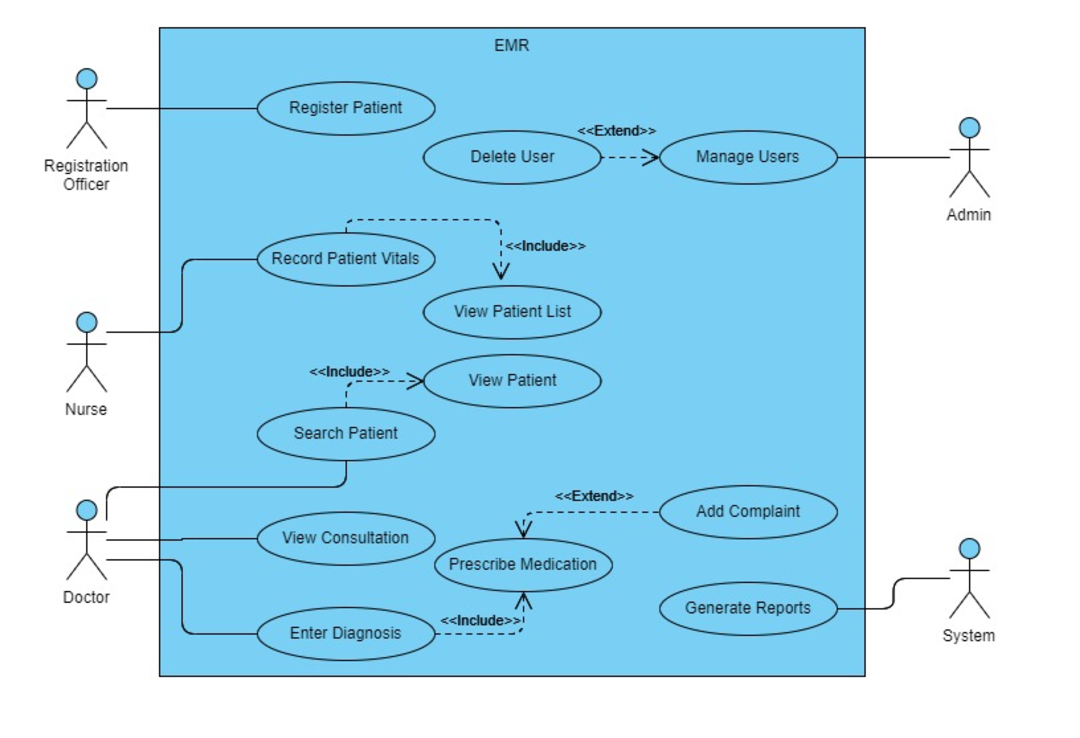 EMR
Register Patient
Registration
Officer
<<Extend>>
Delete User
Manage Users
Admin
<<Include>>
Record Patient Vitals
View Patient List
Nurse
<<Include>>
View Patient
Search Patient
<<Extend>>
Add Complaint
View Consultation
Prescribe Medication
Doctor
Generate Reports
<<Include>>
Enter Diagnosis
System